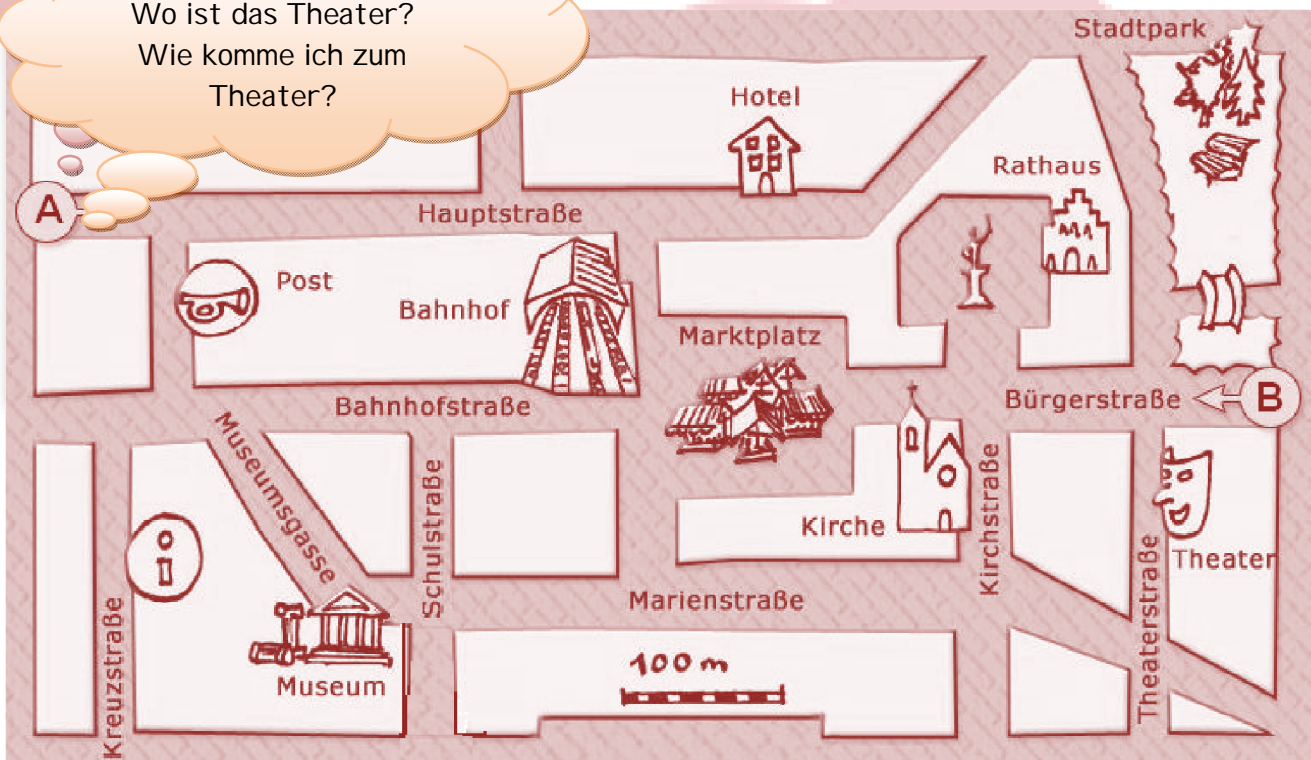 Wo ist das Theater?
Wie komme ich zum
Theater?
Stadtpark
Hotel
Rathaus
A
Hauptstraße
Post
Bahnhof
Marktplatz
Bahnhofstraße
Bürgerstraße
B
Museumsgasse
Schulstraße
Kirche
Kirchstraße
Theater
i
Marienstraße
Kreuzstraße
Museum
100 m
Theaterstraße